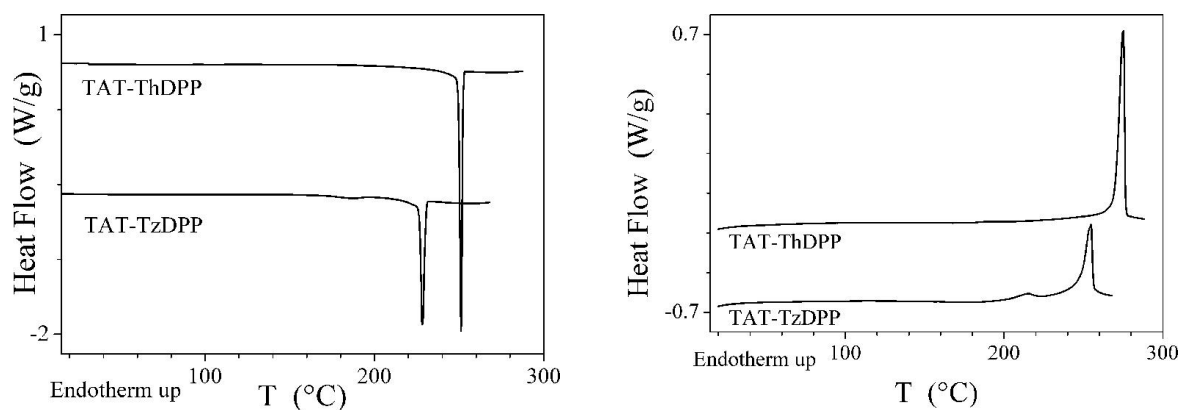 1
TAT-ThDPP
TAT-TzDPP
-2
Heat Flow (W/g)
100
200
300
Endotherm up
T (°C)
0.7
TAT-ThDPP
TAT-TzDPP
-0.7
Heat Flow (W/g)
100
200
300
Endotherm up
T (°C)